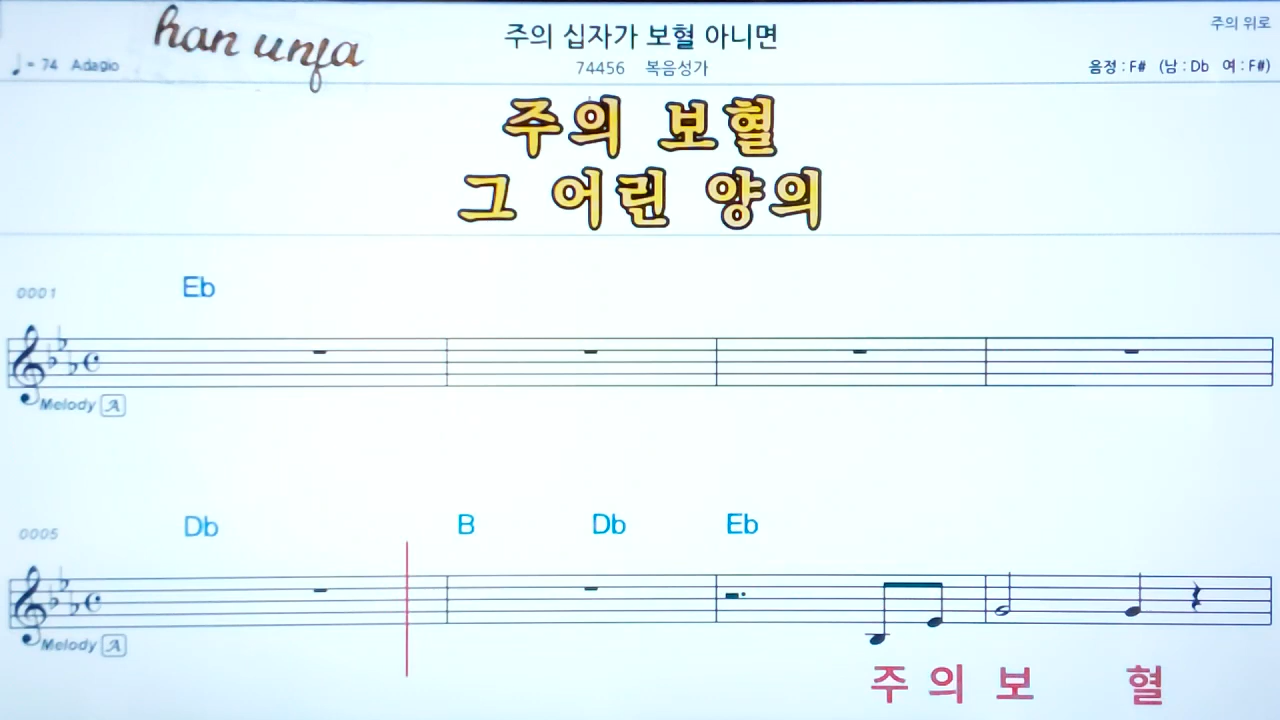 han unfa
주의 십자가 보혈 아니면
주의 위로
♩= 74 Adagio
74456 복음성가
음정 : F# (남 : Db 여 : F#)
주의 보혈
그 어린 양의
0001 Eb
Melody A
0005 Db B Db Eb
Melody A
주 의 보 혈